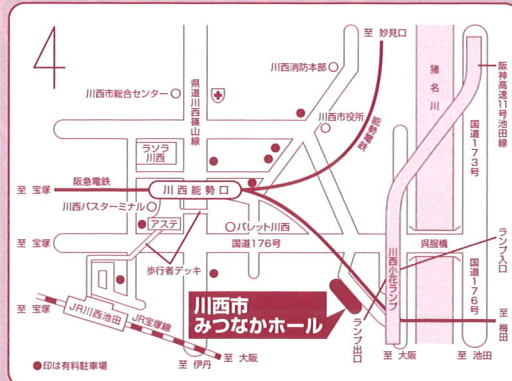 4
至 妙見口
川西消防本部
県道川西篠山線
川西市総合センター
猪名川
阪神高速11号池田線
川西市役所
能勢電鉄
国道173号
ラソラ
川西
阪急電鉄
至 宝塚
川西能勢口
川西バスターミナル
アステ
パレット川西
至 宝塚
国道176号
呉服橋
ランプ入口
歩行者デッキ
川西小花ランプ
国道176号
川西市
みつなかホール
至 宝塚
JR川西池田
JR宝塚線
ランプ出口
至 梅田
●印は有料駐車場
至 伊丹
至 大阪
至 大阪
至 池田